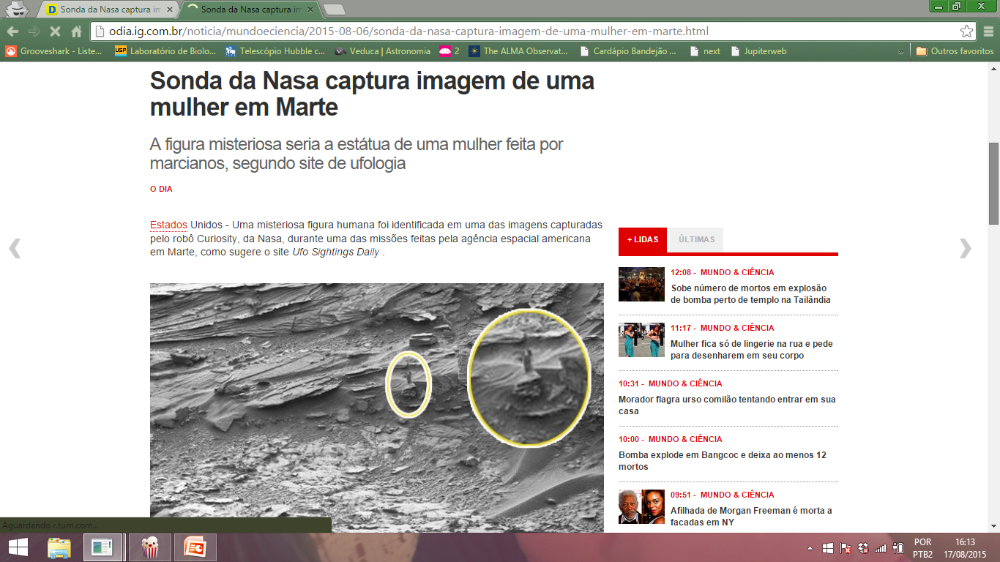 Sonda da Nasa captura im
Sonda da Nasa captura im
odia.ig.com.br/noticia/mundoeciencia/2015-08-06/sonda-da-nasa-captura-imagem-de-uma-mulher-em-marte.html
Grooveshark - Liste... USP Laboratório de Biolo... Telescópio Hubble c... Veduca | Astronomia 2 The ALMA Observat... Cardápio Bandejão ... next Jupiterweb » Outros favoritos
Sonda da Nasa captura imagem de uma
mulher em Marte
A figura misteriosa seria a estátua de uma mulher feita por
marcianos, segundo site de ufologia
O DIA
Estados Unidos - Uma misteriosa figura humana foi identificada em uma das imagens capturadas
pelo robô Curiosity, da Nasa, durante uma das missões feitas pela agência espacial americana
em Marte, como sugere o site Ufo Sightings Daily .
+ LIDAS ÚLTIMAS
12:08 - MUNDO & CIÊNCIA
Sobe número de mortos em explosão
de bomba perto de templo na Tailândia
11:17 - MUNDO & CIÊNCIA
Mulher fica só de lingerie na rua e pede
para desenharem em seu corpo
10:31 - MUNDO & CIÊNCIA
Morador flagra urso comilão tentando entrar em sua
casa
10:00 - MUNDO & CIÊNCIA
Bomba explode em Bangcoc e deixa ao menos 12
mortos
09:51 - MUNDO & CIÊNCIA
Afilhada de Morgan Freeman é morta a
facadas em NY
Aguardando r.turn.com...
POR
PTB2
16:13
17/08/2015